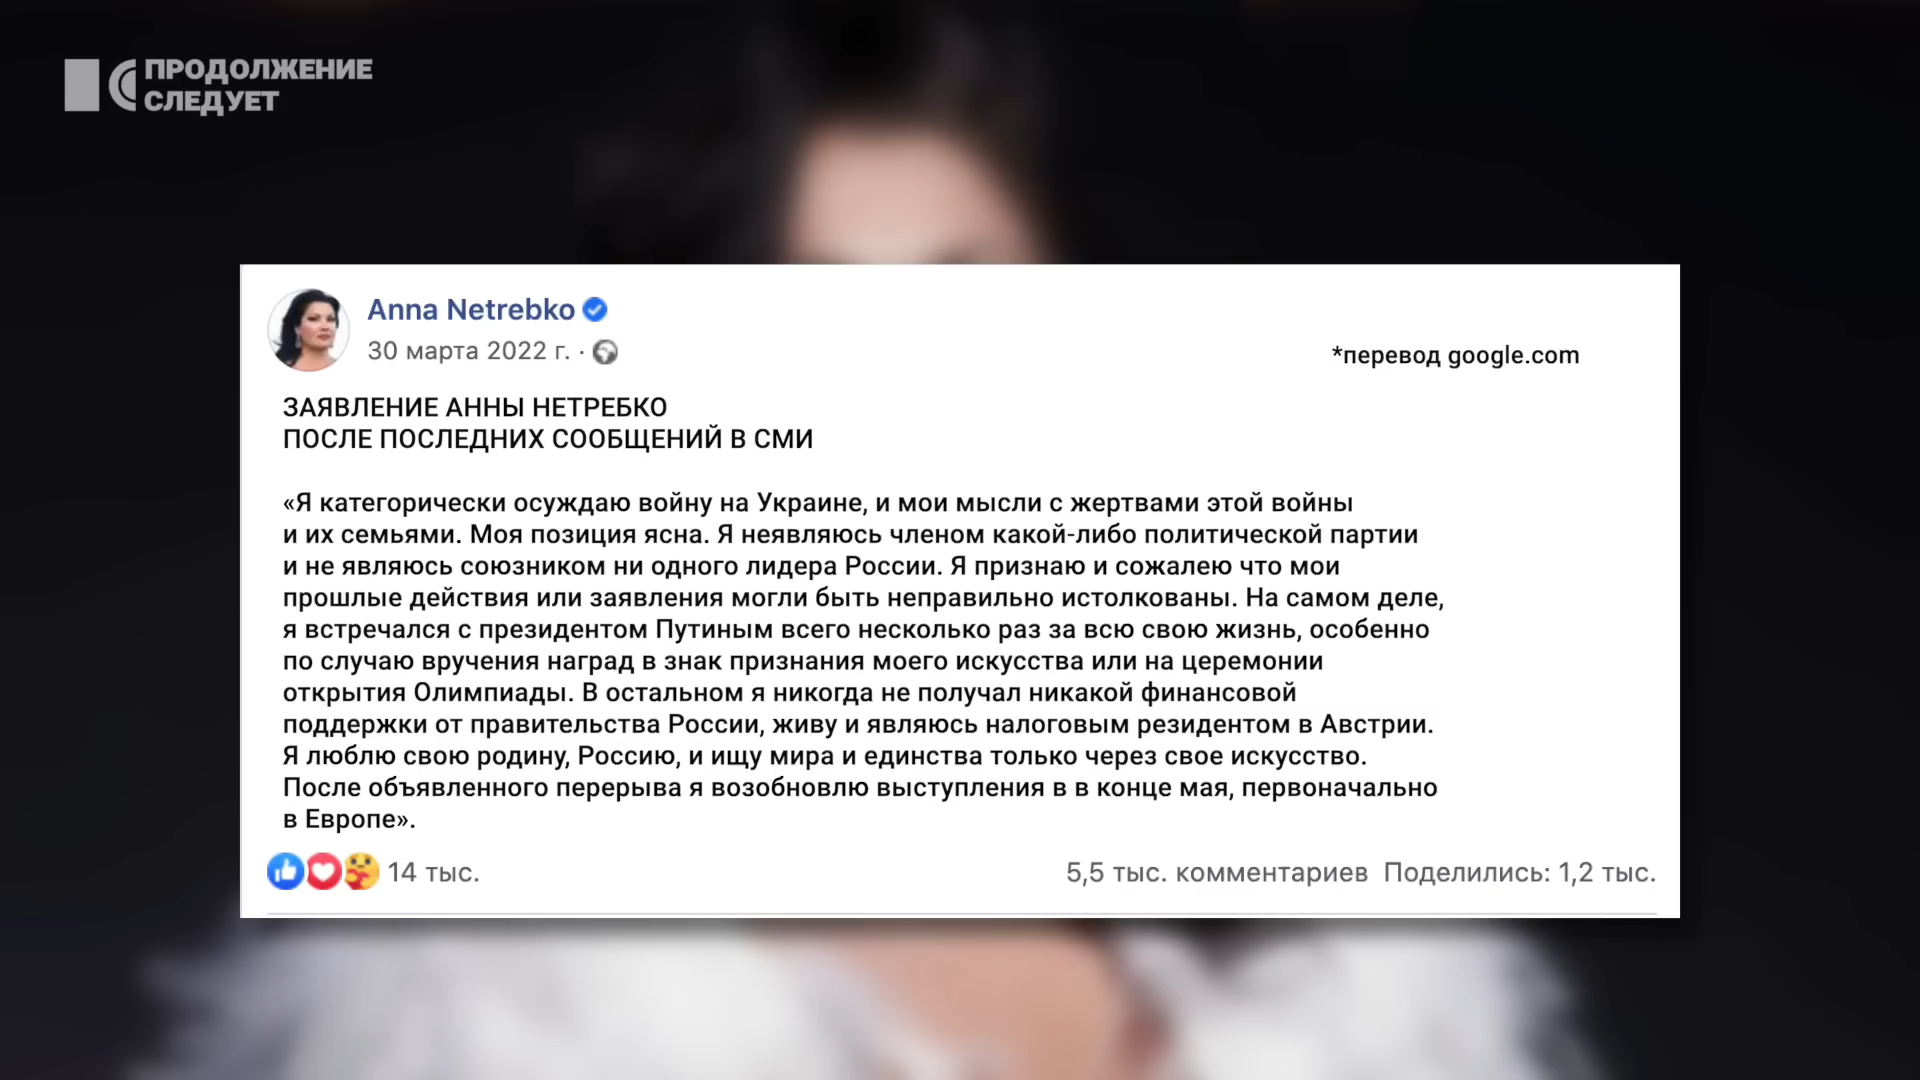 ПРОДОЛЖЕНИЕ
СЛЕДУЕТ
Anna Netrebko
30 марта 2022 г. ·
*перевод google.com
ЗАЯВЛЕНИЕ АННЫ НЕТРЕБКО
ПОСЛЕ ПОСЛЕДНИХ СООБЩЕНИЙ В СМИ
«Я категорически осуждаю войну на Украине, и мои мысли с жертвами этой войны
и их семьями. Моя позиция ясна. Я неявляюсь членом какой-либо политической партии
и не являюсь союзником ни одного лидера России. Я признаю и сожалею что мои
прошлые действия или заявления могли быть неправильно истолкованы. На самом деле,
я встречался с президентом Путиным всего несколько раз за всю свою жизнь, особенно
по случаю вручения наград в знак признания моего искусства или на церемонии
открытия Олимпиады. В остальном я никогда не получал никакой финансовой
поддержки от правительства России, живу и являюсь налоговым резидентом в Австрии.
Я люблю свою родину, Россию, и ищу мира и единства только через свое искусство.
После объявленного перерыва я возобновлю выступления в в конце мая, первоначально
в Европе».
14 тыс.
5,5 тыс. комментариев Поделились: 1,2 тыс.